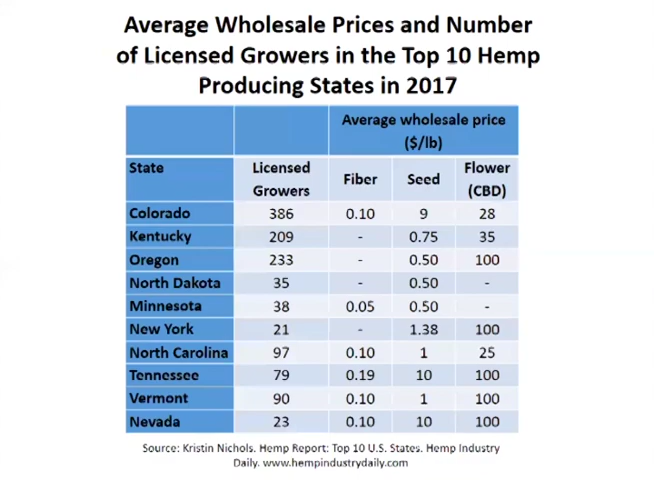 Average Wholesale Prices and Number
of Licensed Growers in the Top 10 Hemp
Producing States in 2017
Average wholesale price
($/lb)
State Licensed Growers Fiber Seed Flower (CBD)
Colorado 386 0.10 9 28
Kentucky 209 - 0.75 35
Oregon 233 - 0.50 100
North Dakota 35 - 0.50 -
Minnesota 38 0.05 0.50 -
New York 21 - 1.38 100
North Carolina 97 0.10 1 25
Tennessee 79 0.19 10 100
Vermont 90 0.10 1 100
Nevada 23 0.10 10 100
Source: Kristin Nichols. Hemp Report: Top 10 U.S. States. Hemp Industry
Daily. www.hempindustrydaily.com